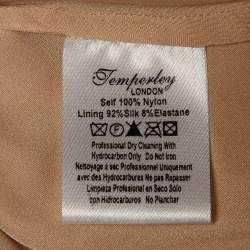 Temperley
LONDON
Self 100% Nylon
Lining 92%Silk 8%Elastane
Professional Dry Cleaning With
Hydrocarbon Only Do not Iron
Nettoyage a sec Professionnel Uniquement
avec des Hydrocarbures Ne pas Repasser
Limpieza Profesional en Seco Solo
con Hidrocarburos No Planchar